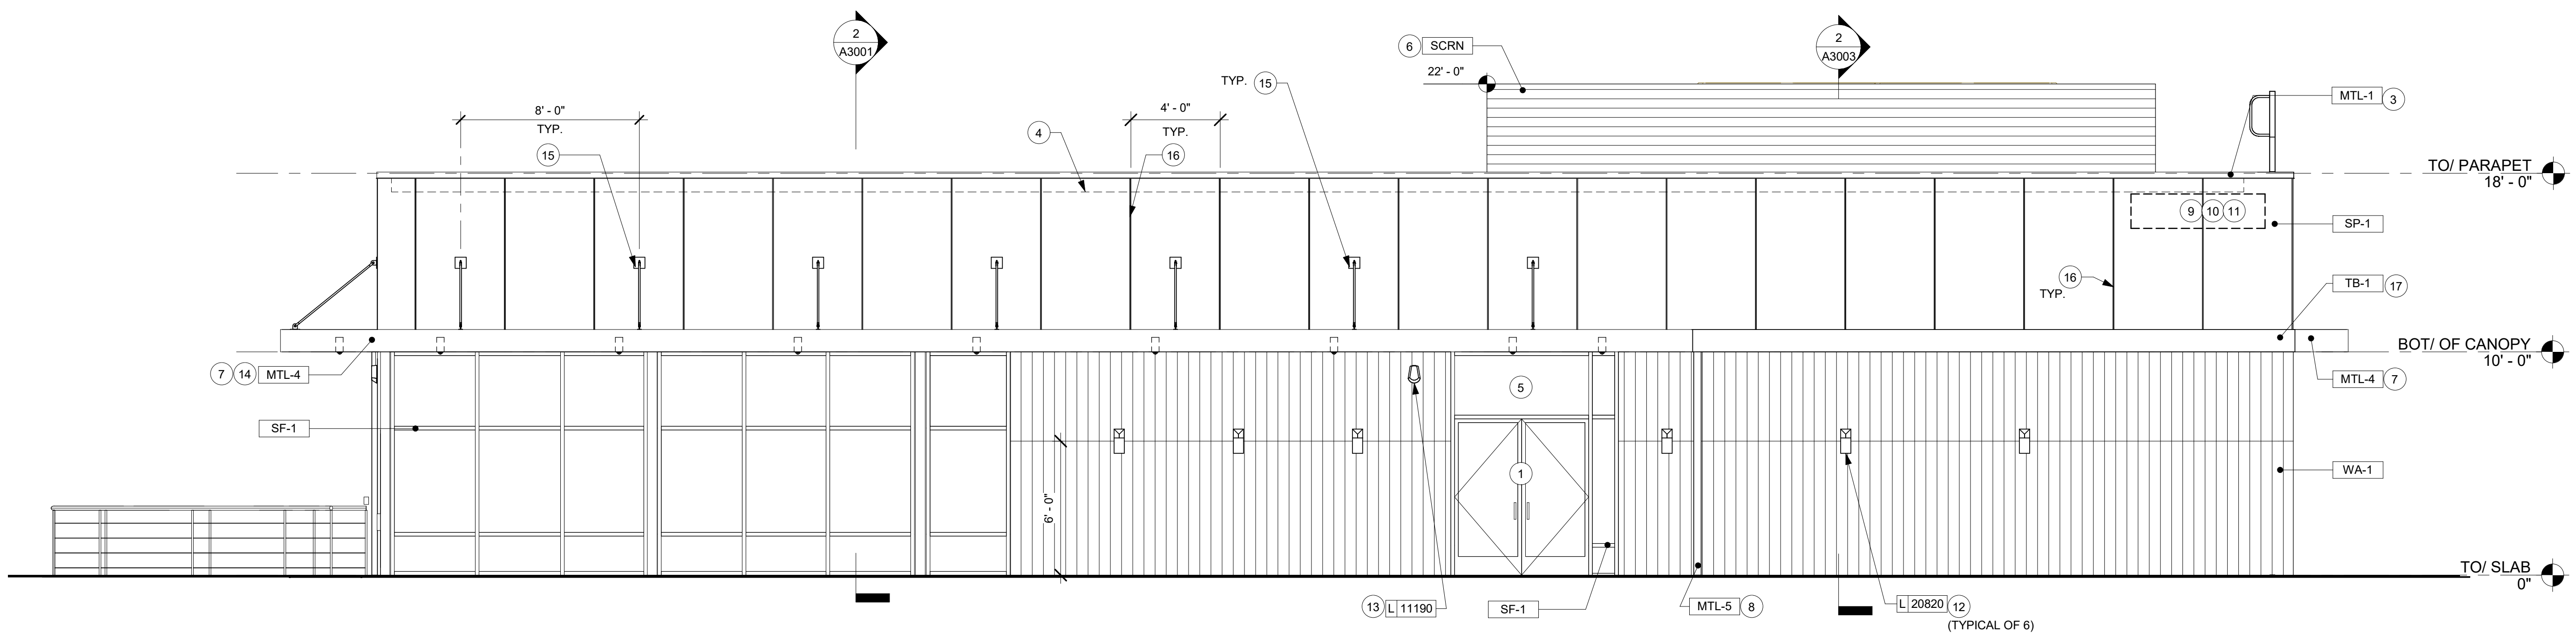 2
A3001
2
A3003
6 SCRN
22' - 0"
TYP. 15
MTL-1 3
8' - 0"
TYP.
4' - 0"
TYP.
4
15
16
TO/ PARAPET
18' - 0"
9 10 11
SP-1
16
TYP.
TB-1 17
BOT/ OF CANOPY
10' - 0"
7 14 MTL-4
MTL-4 7
5
SF-1
1
WA-1
6' - 0"
TO/ SLAB
0"
13 L 11190
SF-1
MTL-5 8
L 20820 12
(TYPICAL OF 6)